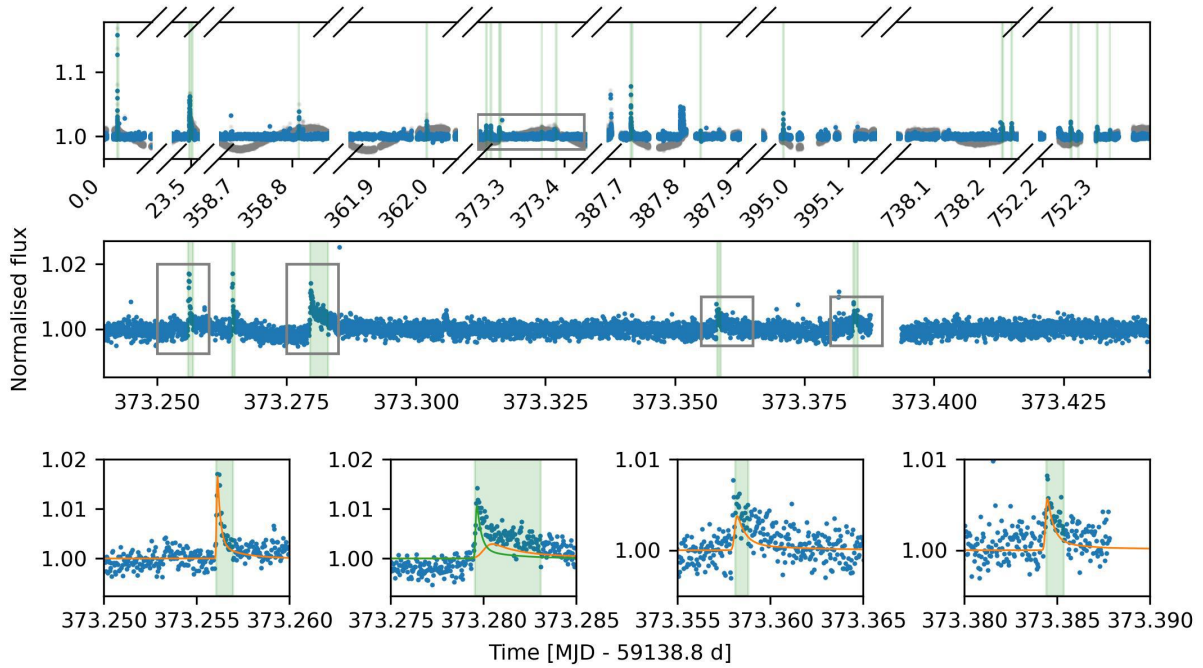 1.1
1.0
0.0 23.5 358.7 358.8 361.9 362.0 373.3 373.4 387.7 387.8 387.9 395.0 395.1 738.1 738.2 752.2 752.3
Normalised flux
1.02
1.00
373.250 373.275 373.300 373.325 373.350 373.375 373.400 373.425
1.02 1.02 1.01 1.01
1.01 1.01
1.00 1.00 1.00 1.00
373.250 373.255 373.260 373.275 373.280 373.285 373.355 373.360 373.365 373.380 373.385 373.390
Time [MJD - 59138.8 d]